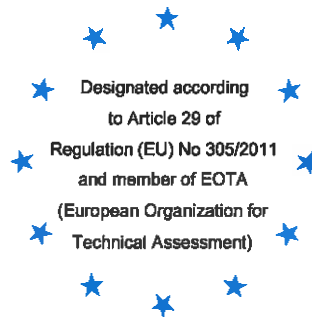 Designated according
to Article 29 of
Regulation (EU) No 305/2011
and member of EOTA
(European Organization for
Technical Assessment)